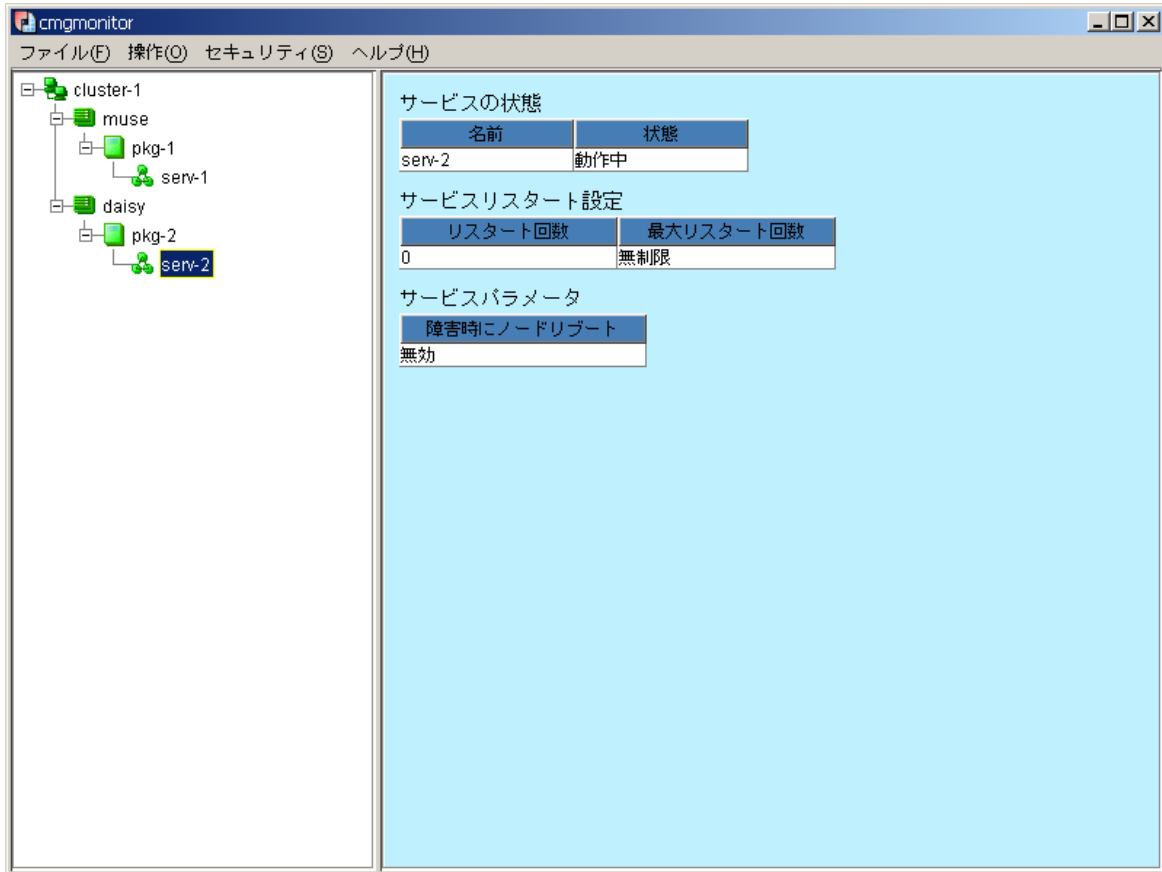 cmgmonitor
ファイル(F) 操作(O) セキュリティ(S) ヘルプ(H)
cluster-1
muse
pkg-1
serv-1
daisy
pkg-2
serv-2
サービスの状態
名前 状態
serv-2 動作中
サービスリスタート設定
リスタート回数 最大リスタート回数
0 無制限
サービスパラメータ
障害時にノードリブート
無効